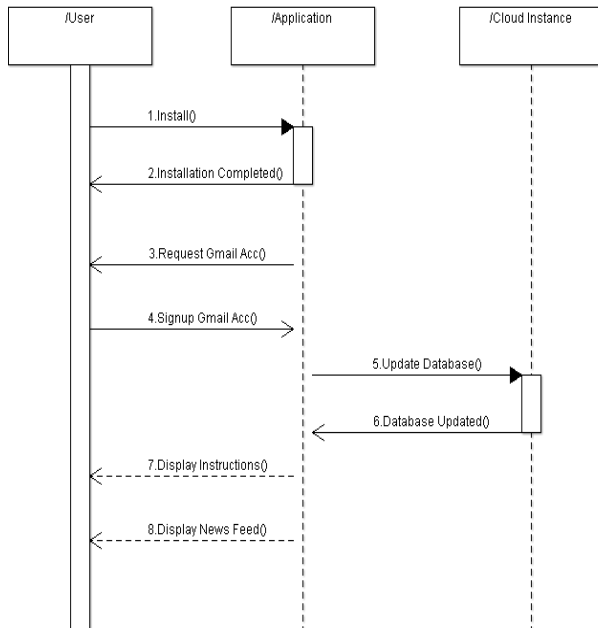 /User
/Application
/Cloud Instance
1.Install()
2.Installation Completed()
3.Request Gmail Acc()
4.Signup Gmail Acc()
5.Update Database()
6.Database Updated()
7.Display Instructions()
8.Display News Feed()